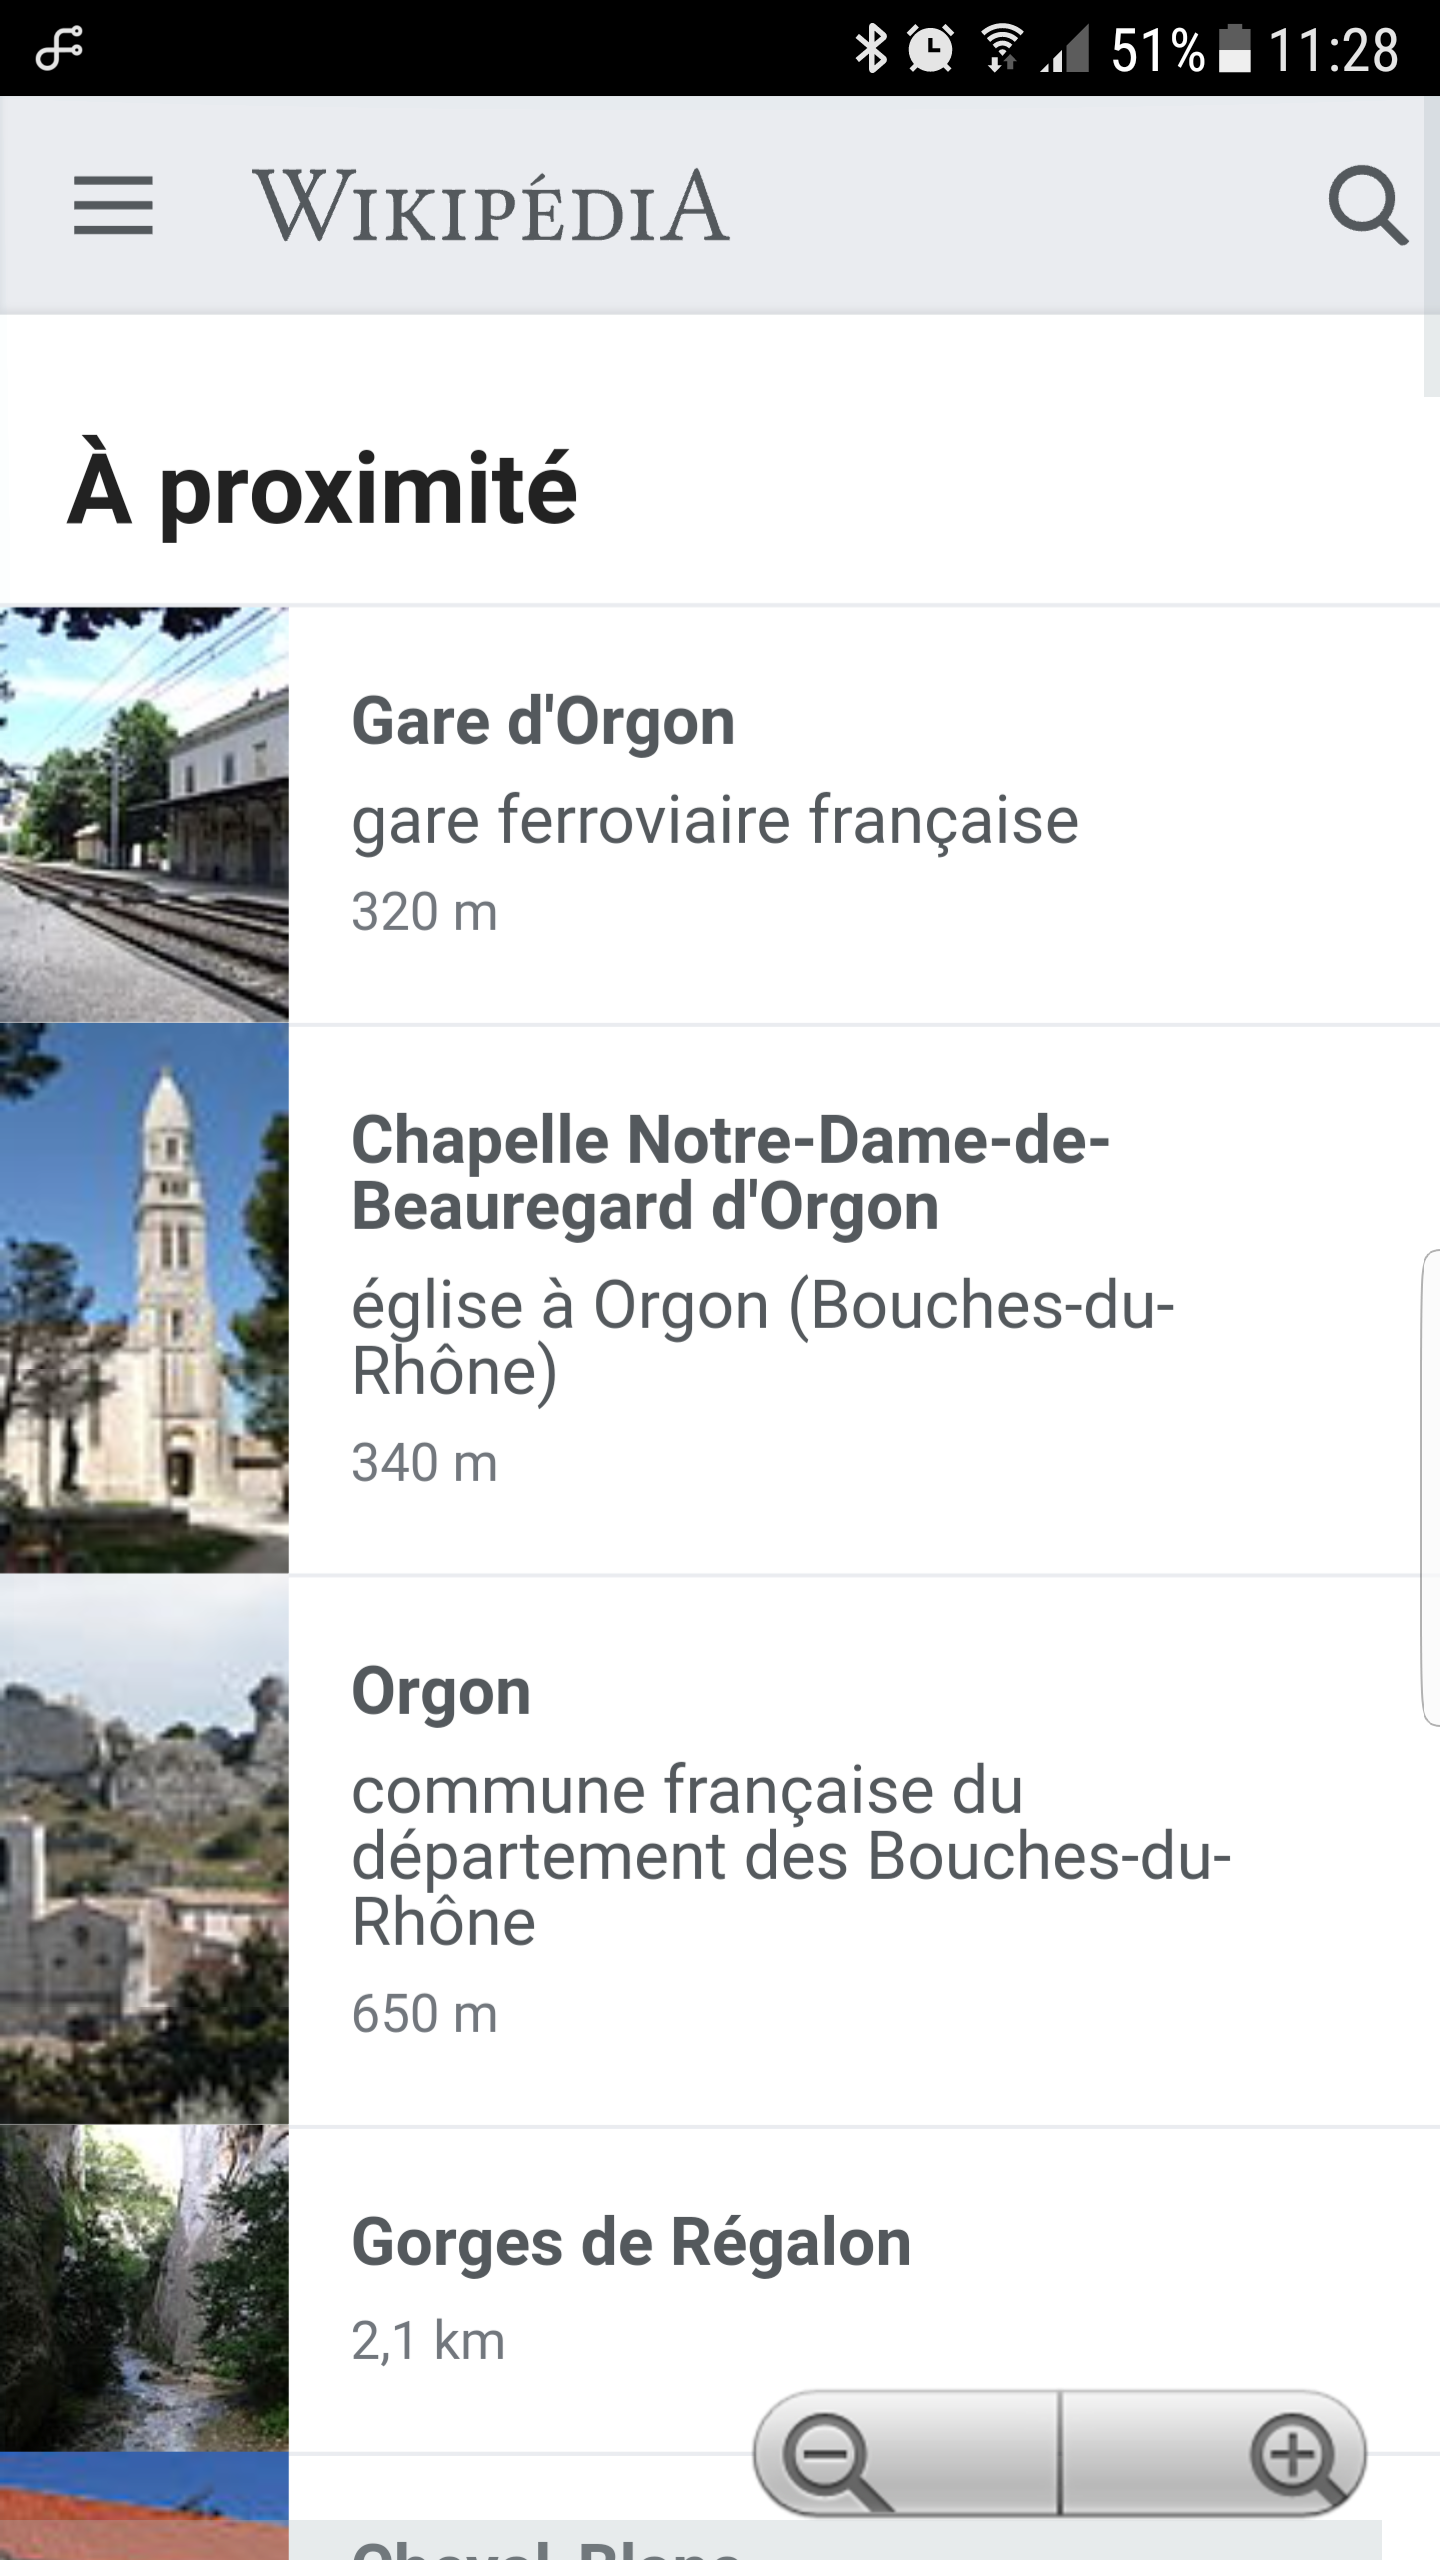 51% 11:28
WIKIPÉDIA
À proximité
Gare d'Orgon
gare ferroviaire française
320 m
Chapelle Notre-Dame-de-
Beauregard d'Orgon
église à Orgon (Bouches-du-
Rhône)
340 m
Orgon
commune française du
département des Bouches-du-
Rhône
650 m
Gorges de Régalon
2,1 km
Cheval-Blanc